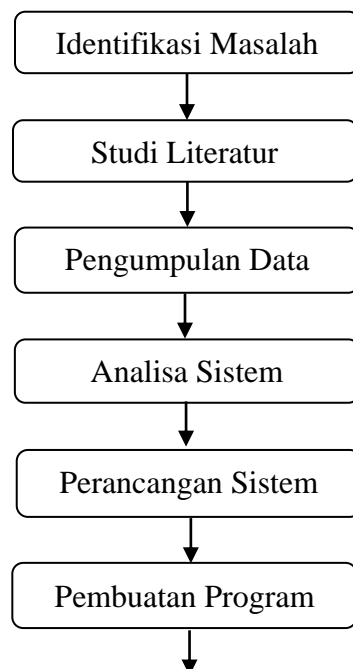 Identifikasi Masalah
Studi Literatur
Pengumpulan Data
Analisa Sistem
Perancangan Sistem
Pembuatan Program